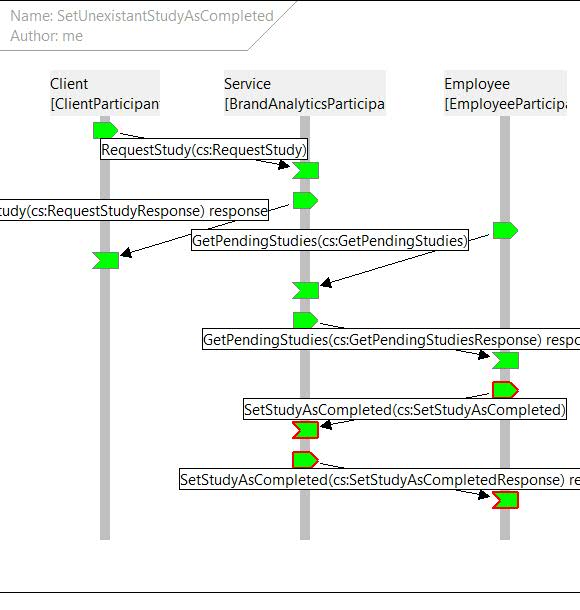 Name: SetUnexistantStudyAsCompleted
Author: me
Client
[ClientParticipan
Service
[BrandAnalyticsParticipa
Employee
[EmployeeParticipa
RequestStudy(cs:RequestStudy)
tudy(cs:RequestStudyResponse) response
GetPendingStudies(cs:GetPendingStudies)
GetPendingStudies(cs:GetPendingStudiesResponse) respo
SetStudyAsCompleted(cs:SetStudyAsCompleted)
SetStudyAsCompleted(cs:SetStudyAsCompletedResponse) re